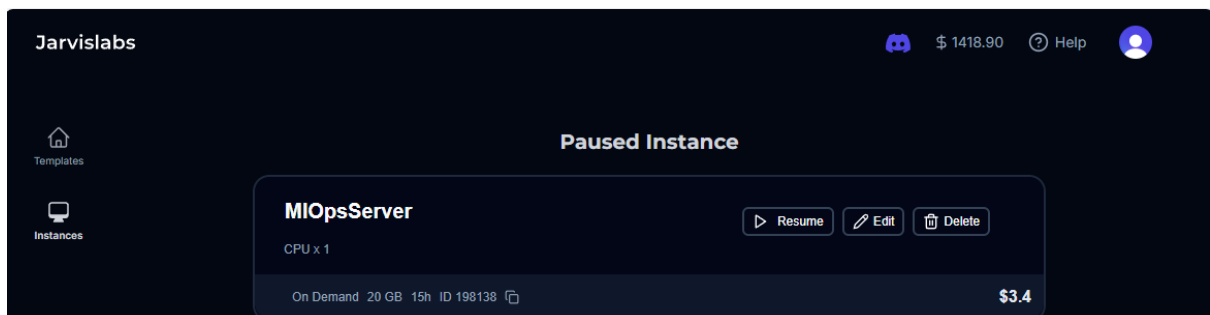 Jarvislabs
$ 1418.90
Help
Templates
Paused Instance
MlOpsServer
Resume
Edit
Delete
Instances
CPU x 1
On Demand 20 GB 15h ID 198138
$3.4